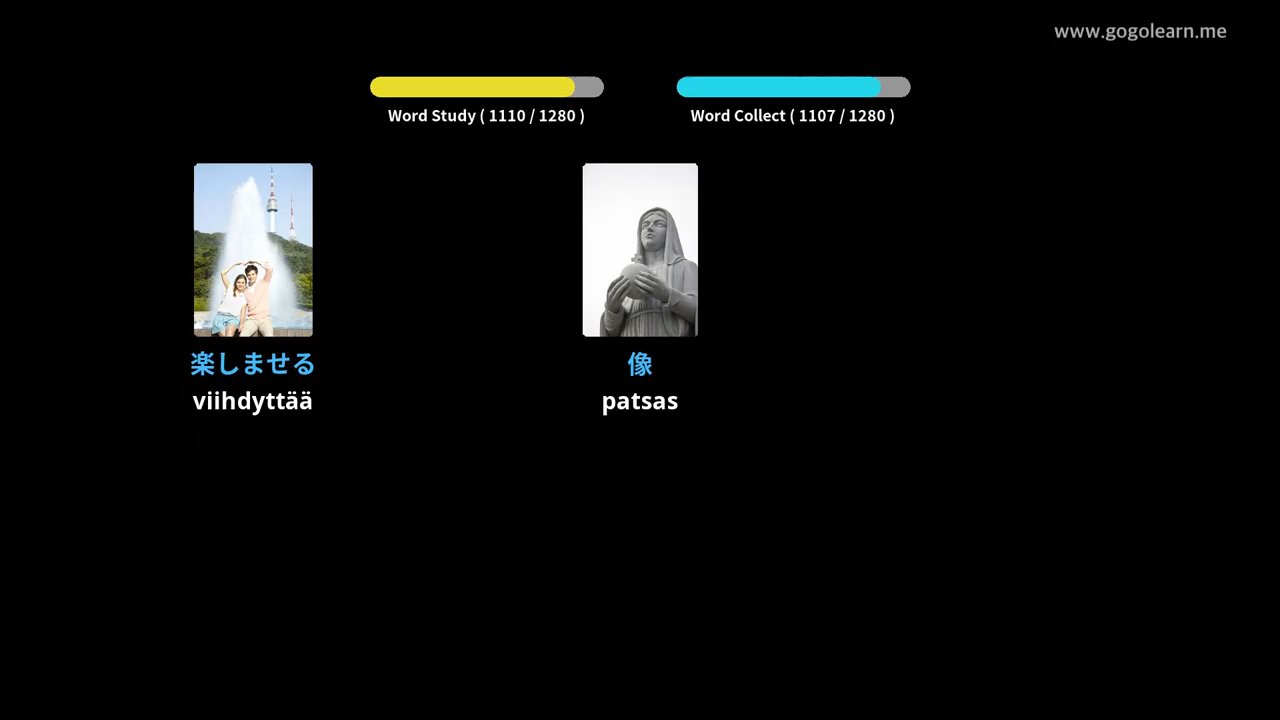 www.gogolearn.me
Word Study ( 1110 / 1280 )
Word Collect ( 1107 / 1280 )
楽しませる
viihdyttää
像
patsas